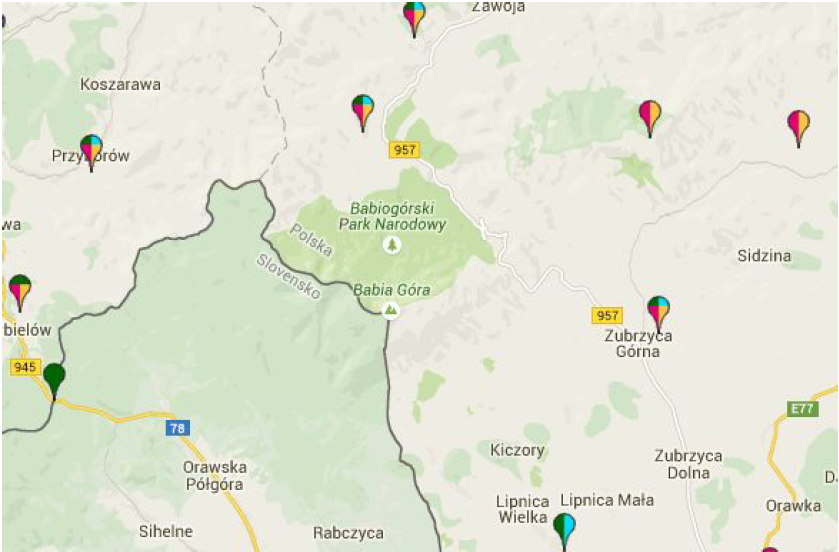 Zawoja
Koszarawa
957
Przyborów
Babiogórski
Park Narodowy
Polska
wa
Sidzina
Slovensko
Babia Góra
957
bielów
Zubrzyca
Górna
945
E77
78
Kiczory
Zubrzyca
Dolna
Orawska
Półgóra
Lipnica
Wielka
Lipnica Mała
Orawka
Sihelne
Rabczyca